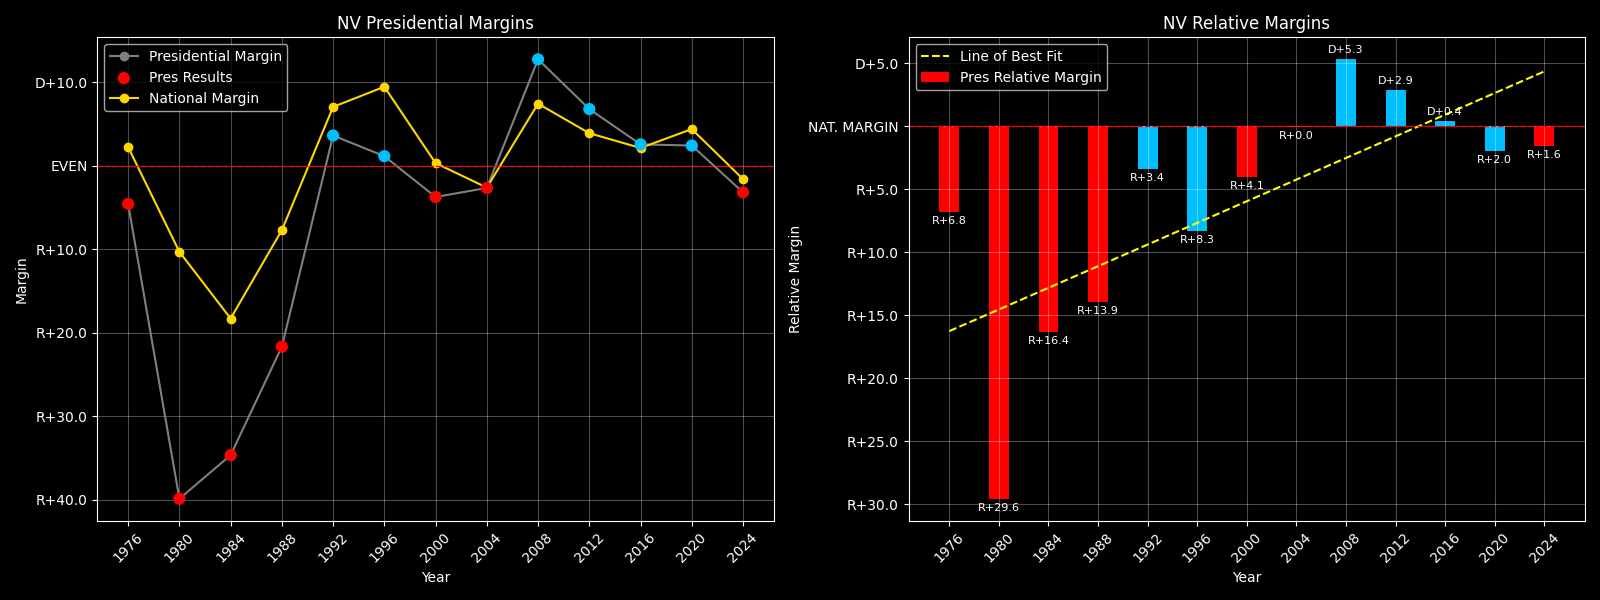 NV Presidential Margins
Presidential Margin
Pres Results
National Margin
D+10.0
EVEN
R+10.0
R+20.0
R+30.0
R+40.0
Margin
1976
1980
1984
1988
1992
1996
2000
2004
2008
2012
2016
2020
2024
Year
NV Relative Margins
Line of Best Fit
Pres Relative Margin
D+5.0
NAT. MARGIN
R+5.0
R+10.0
R+15.0
R+20.0
R+25.0
R+30.0
Relative Margin
R+6.8
R+29.6
R+16.4
R+13.9
R+3.4
R+8.3
R+4.1
R+0.0
D+5.3
D+2.9
D+0.4
R+2.0
R+1.6
1976
1980
1984
1988
1992
1996
2000
2004
2008
2012
2016
2020
2024
Year